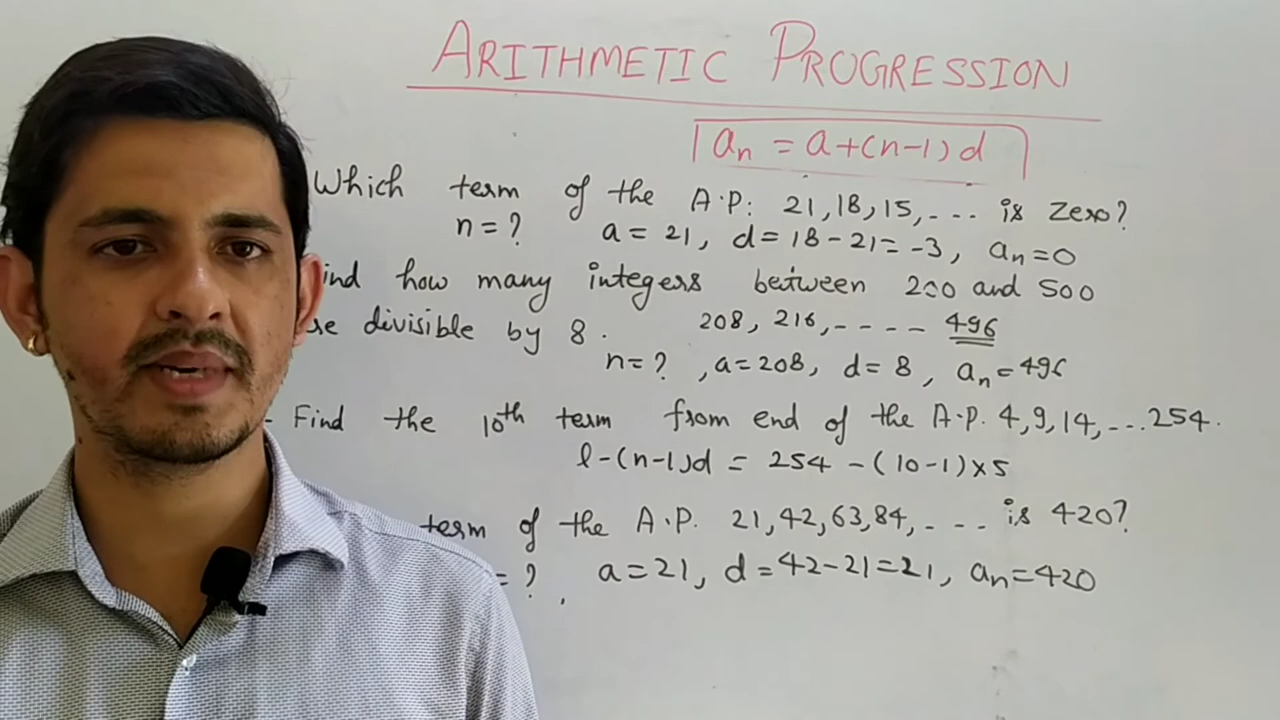 ARITHMETIC PROGRESSION
an = a+(n-1)d
Which term of the A.P: 21,18,15,---- is Zero?
n=? a=21, d=18-21=-3, an=0
ind how many integers between 200 and 500
divisible by 8.
208, 216,----- 496
n=?, a=208, d=8, an=496
- Find the 10th term from end of the A.P. 4,9,14,---254.
l-(n-1)d = 254 -(10-1)×5
term of the A.P. 21,42,63,84,---- is 420?
=?, a=21, d=42-21=21, an=420